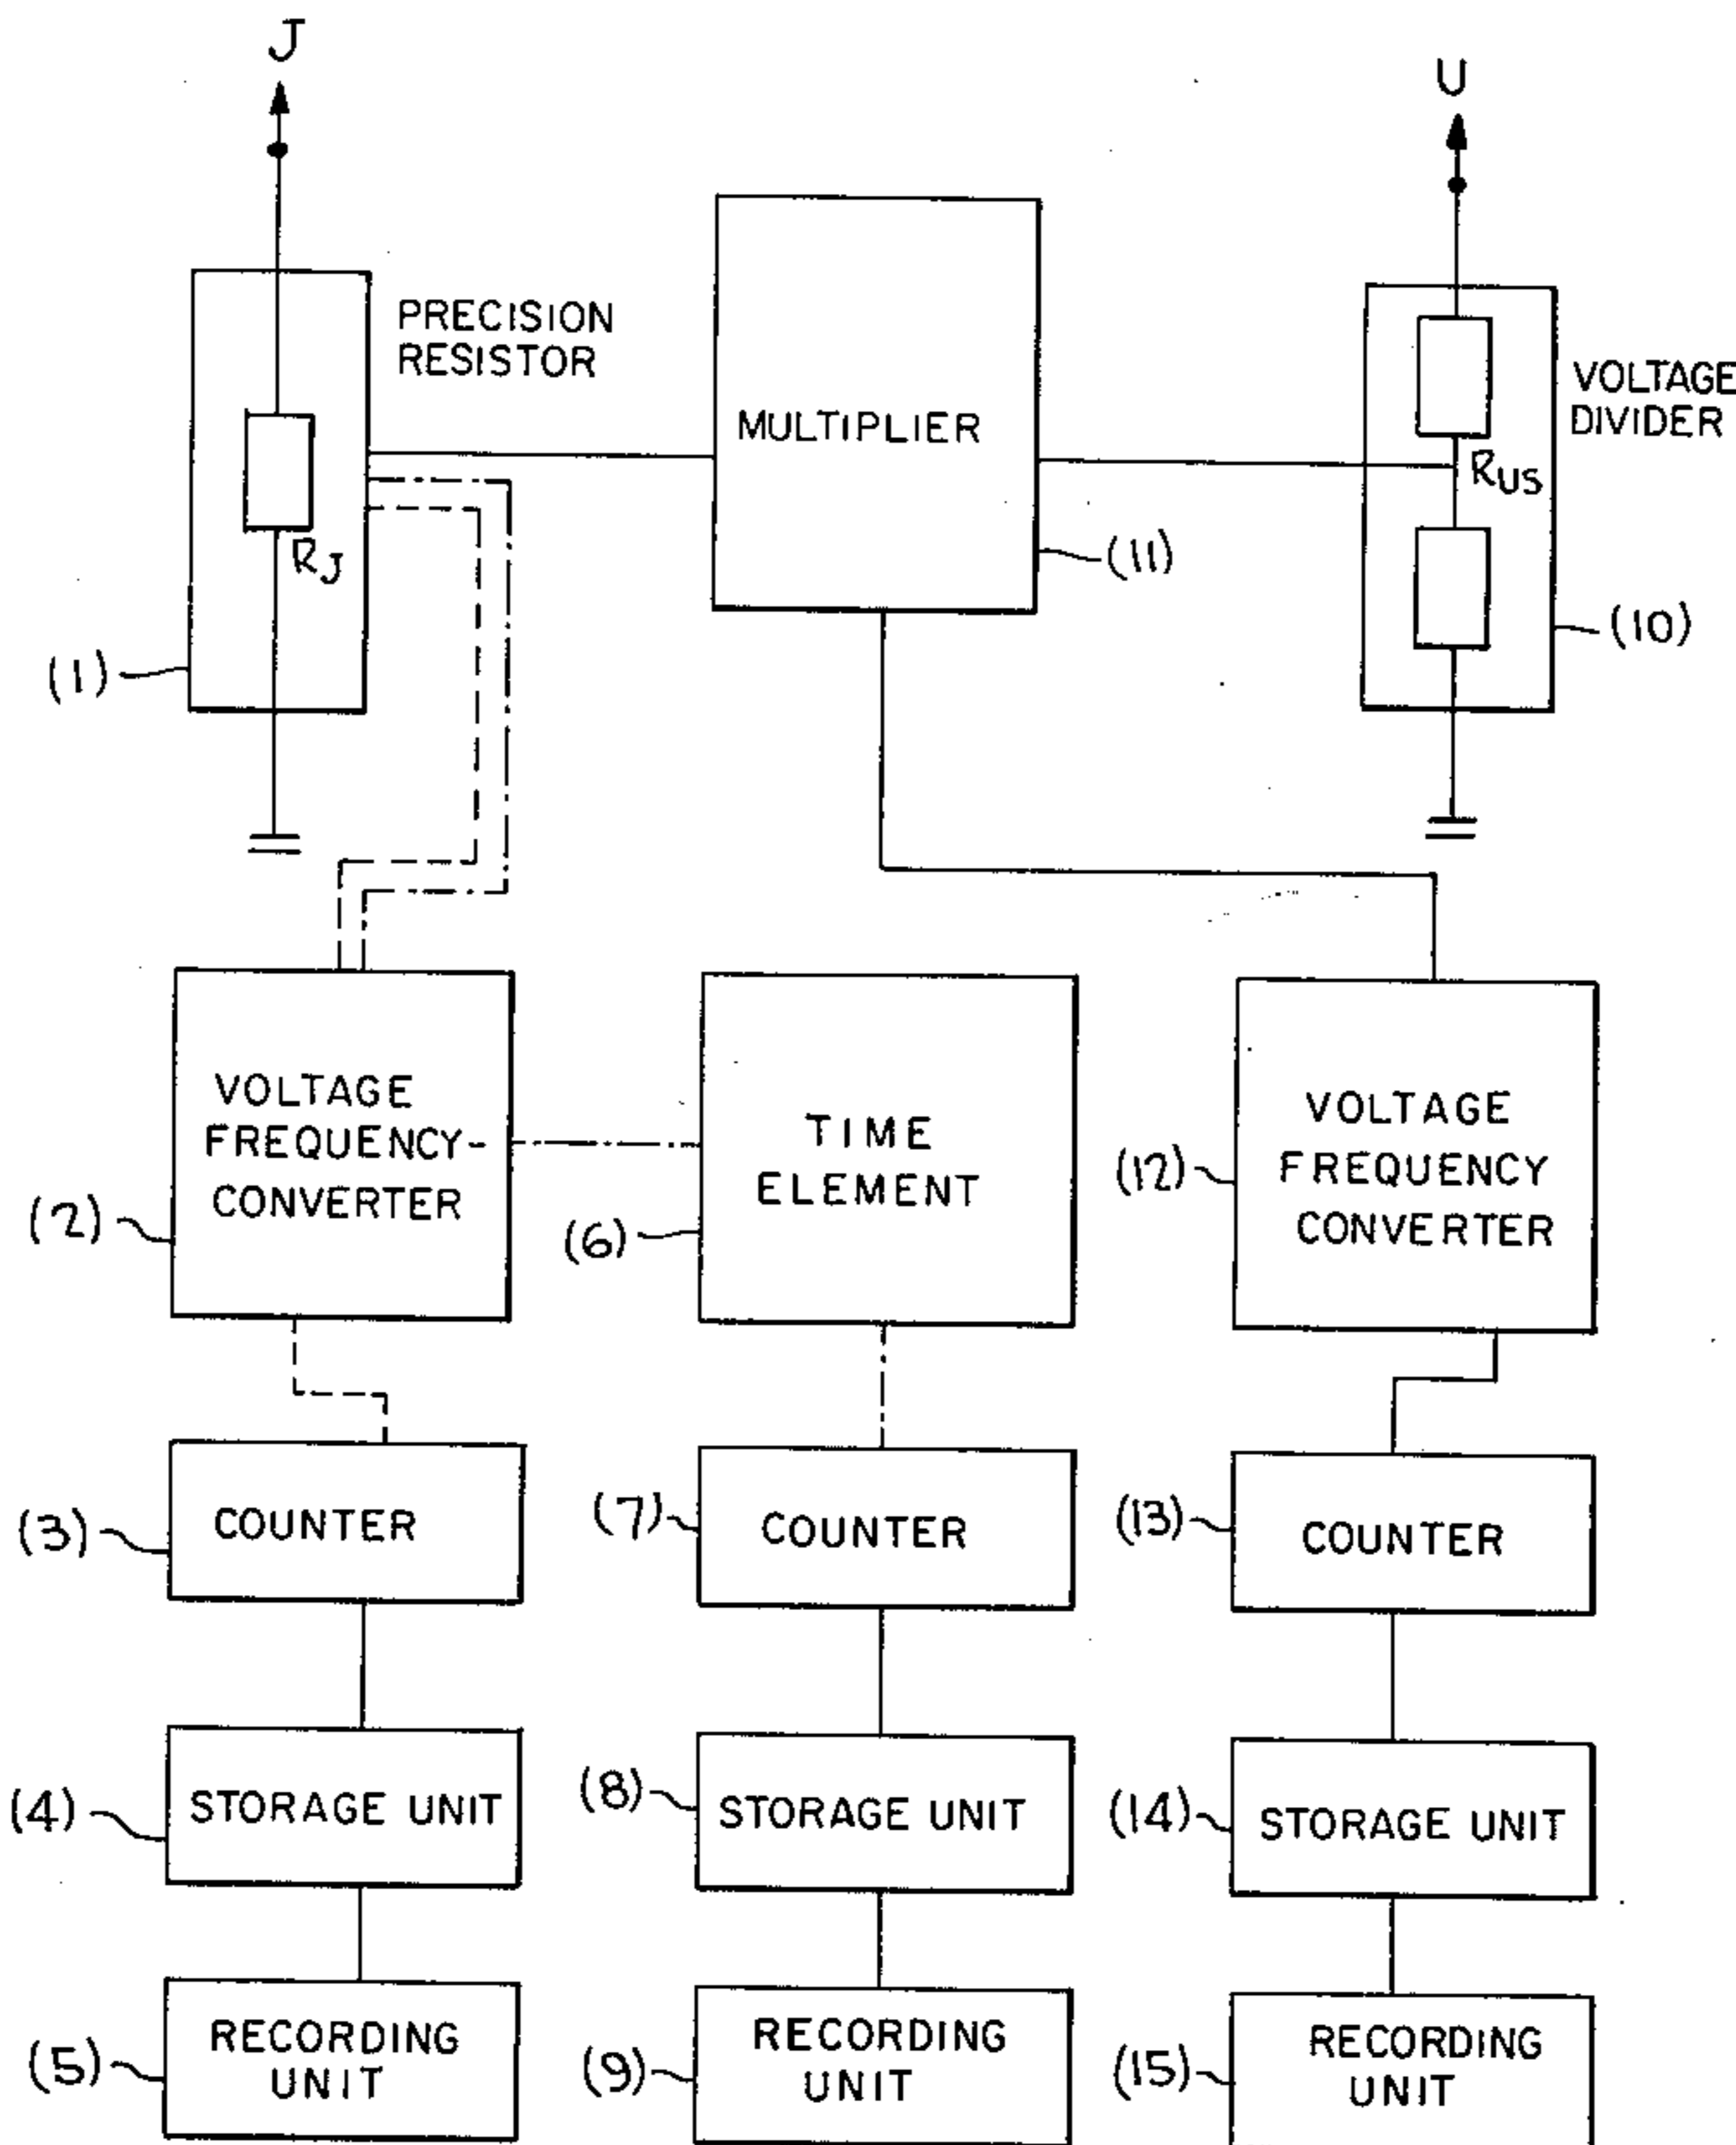 J
U
PRECISION
RESISTOR
MULTIPLIER
VOLTAGE
DIVIDER
RJ
RUS
(11)
(10)
(1)
VOLTAGE
FREQUENCY-
CONVERTER
TIME
ELEMENT
VOLTAGE
FREQUENCY
CONVERTER
(2)
(6)
(12)
COUNTER
COUNTER
COUNTER
(3)
(7)
(13)
STORAGE UNIT
STORAGE UNIT
STORAGE UNIT
(4)
(8)
(14)
RECORDING
UNIT
RECORDING
UNIT
RECORDING
UNIT
(5)
(9)
(15)